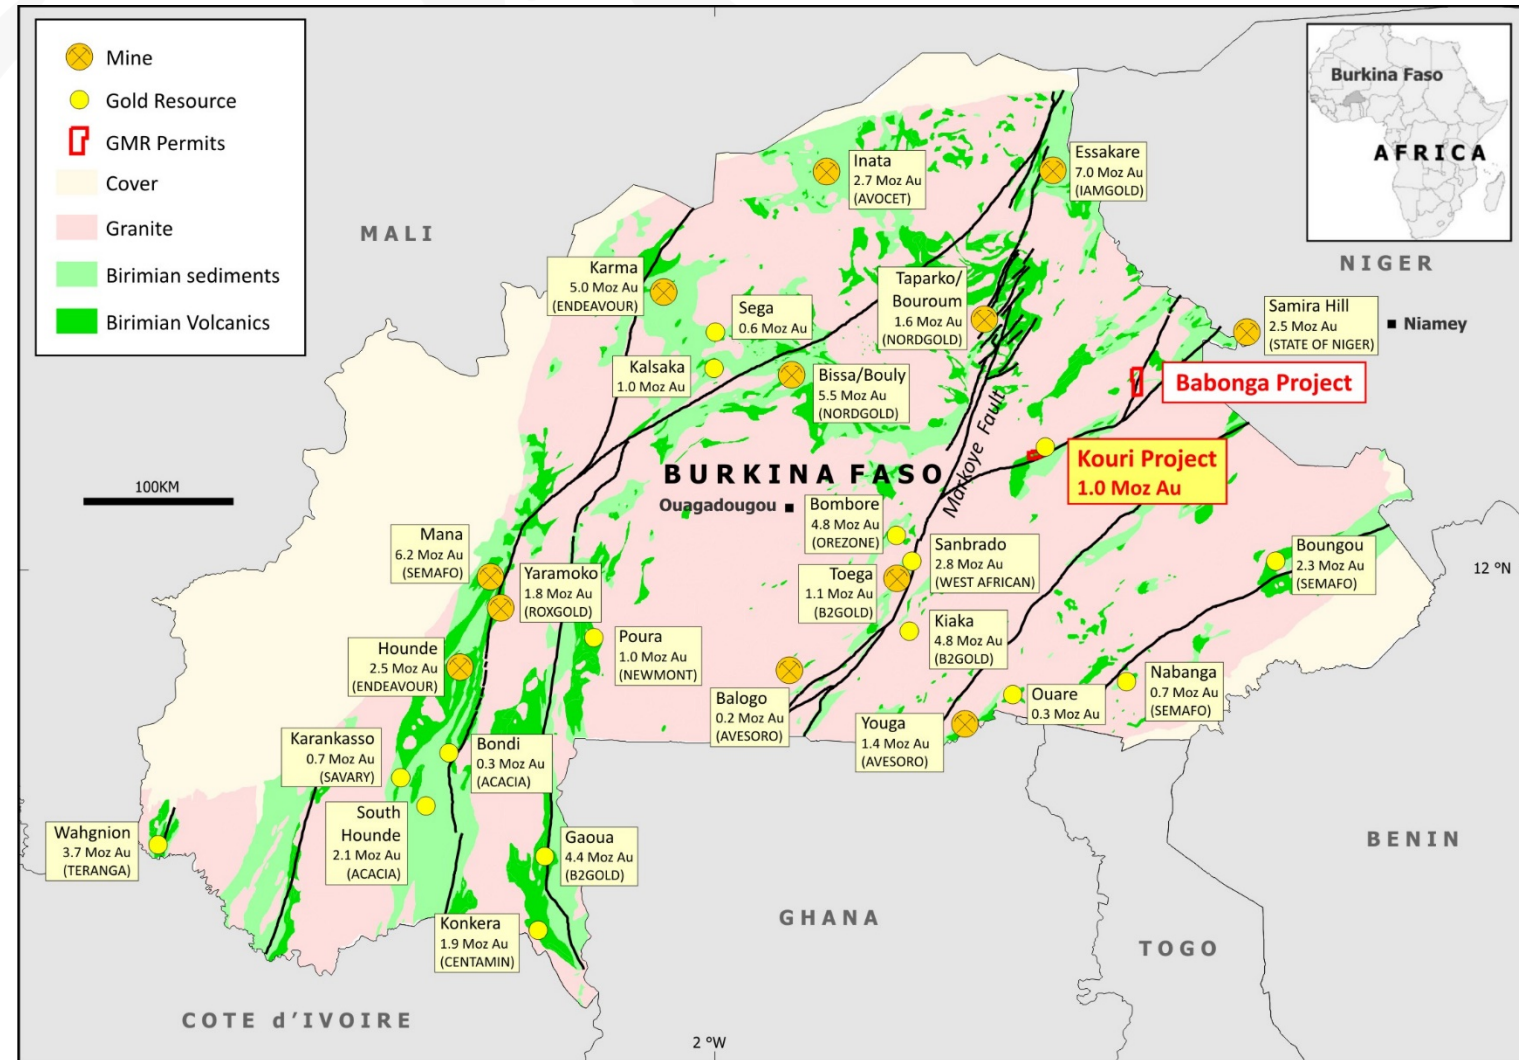 Mine
Gold Resource
GMR Permits
Cover
Granite
Birimian sediments
Birimian Volcanics
Burkina Faso
AFRICA
MALI
NIGER
Inata
2.7 Moz Au
(AVOCET)
Essakare
7.0 Moz Au
(IAMGOLD)
Karma
5.0 Moz Au
(ENDEAVOUR)
Sega
0.6 Moz Au
Taparko/
Bouroum
1.6 Moz Au
(NORDGOLD)
Samira Hill
2.5 Moz Au
(STATE OF NIGER)
Niamey
Kalsaka
1.0 Moz Au
Bissa/Bouly
5.5 Moz Au
(NORDGOLD)
Babonga Project
Markoye Fault
Kouri Project
1.0 Moz Au
BURKINA FASO
Ouagadougou
100KM
Bombore
4.8 Moz Au
(OREZONE)
Mana
6.2 Moz Au
(SEMAFO)
Sanbrado
2.8 Moz Au
(WEST AFRICAN)
Boungou
2.3 Moz Au
(SEMAFO)
12 °N
Yaramoko
1.8 Moz Au
(ROXGOLD)
Toega
1.1 Moz Au
(B2GOLD)
Kiaka
4.8 Moz Au
(B2GOLD)
Poura
1.0 Moz Au
(NEWMONT)
Hounde
2.5 Moz Au
(ENDEAVOUR)
Balogo
0.2 Moz Au
(AVESORO)
Ouare
0.3 Moz Au
Nabanga
0.7 Moz Au
(SEMAFO)
Youga
1.4 Moz Au
(AVESORO)
Karankasso
0.7 Moz Au
(SAVARY)
Bondi
0.3 Moz Au
(ACACIA)
South
Hounde
2.1 Moz Au
(ACACIA)
Wahgnion
3.7 Moz Au
(TERANGA)
Gaoua
4.4 Moz Au
(B2GOLD)
Konkera
1.9 Moz Au
(CENTAMIN)
BENIN
GHANA
TOGO
COTE d'IVOIRE
2 °W